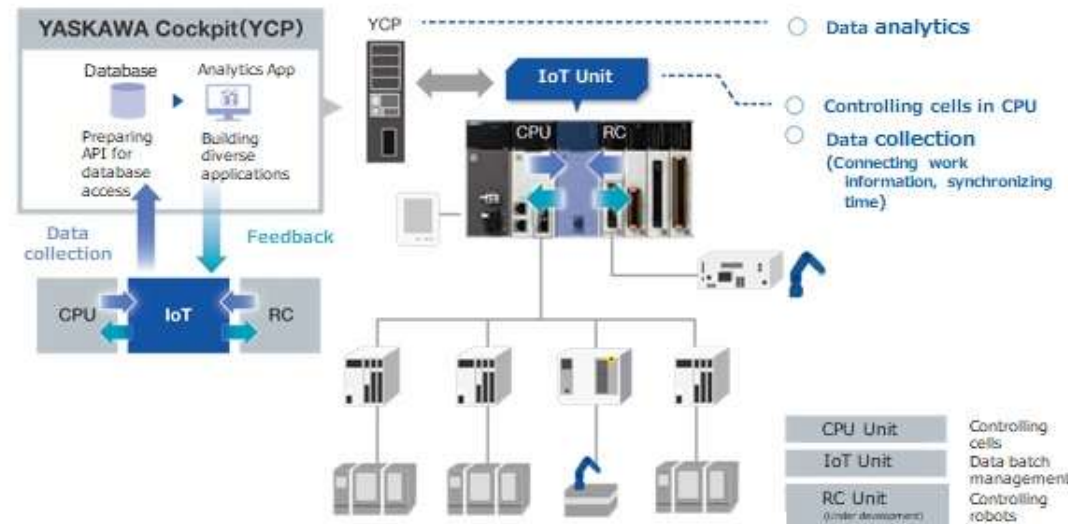 YASKAWA Cockpit(YCP)
Database
Analytics App
Preparing
API for
database
access
Building
diverse
applications
Data
collection
Feedback
CPU
IoT
RC
YCP
IoT Unit
CPU
RC
Data analytics
Controlling cells in CPU
Data collection
(Connecting work
information, synchronizing
time)
CPU Unit
Controlling
cells
IoT Unit
Data batch
management
RC Unit
(Under development)
Controlling
robots